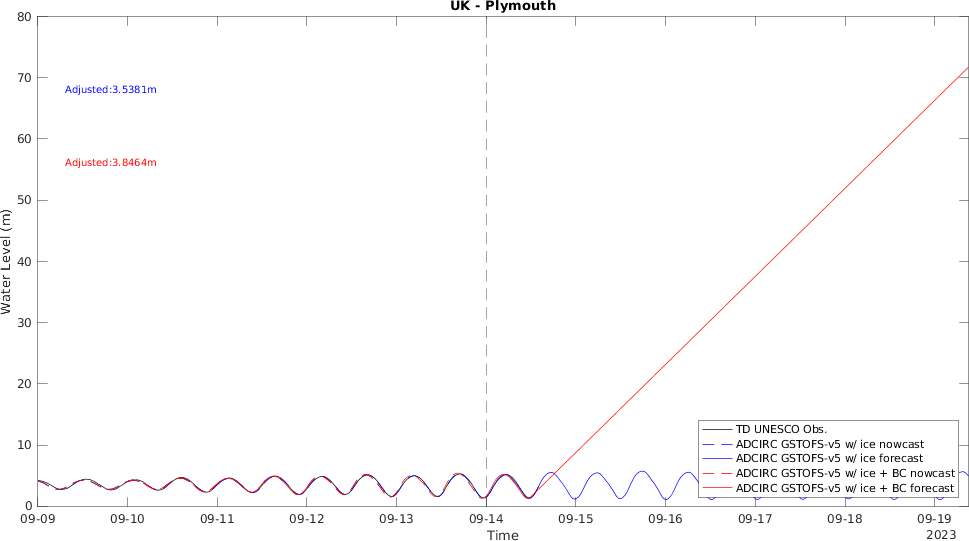 UK - Plymouth
80
70
60
50
40
30
20
10
0
Water Level (m)
Adjusted:3.5381m
Adjusted:3.8464m
TD UNESCO Obs.
ADCIRC GSTOFS-v5 w/ ice nowcast
ADCIRC GSTOFS-v5 w/ ice forecast
ADCIRC GSTOFS-v5 w/ ice + BC nowcast
ADCIRC GSTOFS-v5 w/ ice + BC forecast
09-09 09-10 09-11 09-12 09-13 09-14 09-15 09-16 09-17 09-18 09-19
2023
Time